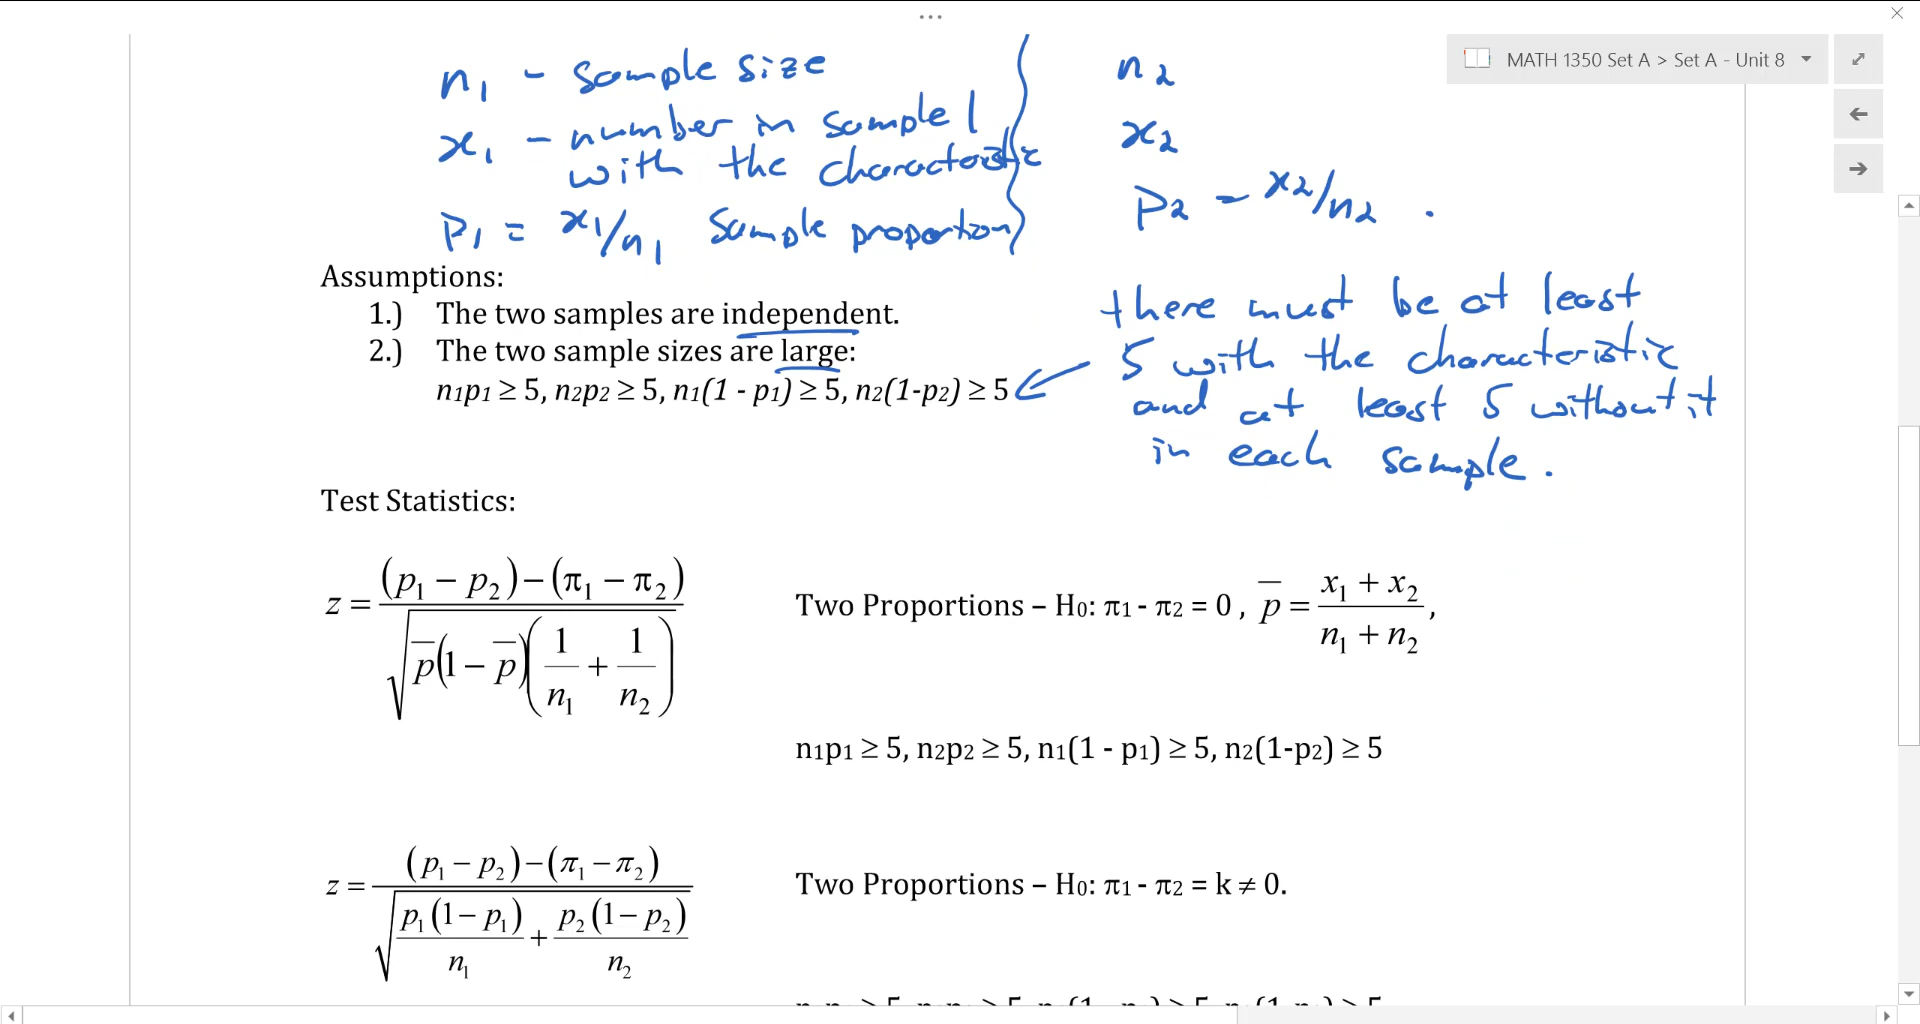 MATH 1350 Set A > Set A - Unit 8
n₁ - sample size
n₂
x₁ - number in sample 1
with the characteristic
x₂
p₁ = x₁/n₁ sample proportion
p₂ = x₂/n₂ .
Assumptions:
1.) The two samples are independent.
2.) The two sample sizes are large:
n1p1 ≥ 5, n2p2 ≥ 5, n1(1 - p1) ≥ 5, n2(1-p2) ≥ 5
there must be at least
5 with the characteristic
and at least 5 without it
in each sample.
Test Statistics:
z = ((p₁ − p₂) − (π₁ − π₂)) / √(p̅(1 − p̅)(1/n₁ + 1/n₂))
Two Proportions – H0: π1 - π2 = 0 , p̅ = (x₁ + x₂)/(n₁ + n₂),
n1p1 ≥ 5, n2p2 ≥ 5, n1(1 - p1) ≥ 5, n2(1-p2) ≥ 5
z = ((p₁ − p₂) − (π₁ − π₂)) / √(p₁(1 − p₁)/n₁ + p₂(1 − p₂)/n₂)
Two Proportions – H0: π1 - π2 = k ≠ 0.